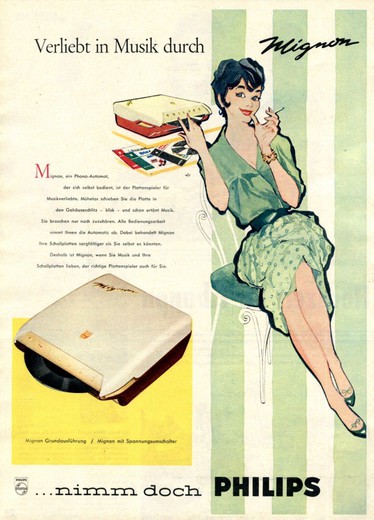 Verliebt in Musik durch
Mignon
Mignon, ein Phono-Automat,
der sich selbst bedient, ist der Plattenspieler für
Musikverliebte. Mühelos schieben Sie die Platte in
den Gehäuseschlitz - klick - und schon ertönt Musik.
Sie brauchen nur noch zuzuhören. Alle Bedienungsarbeit
nimmt Ihnen die Automatic ab. Dabei behandelt Mignon
Ihre Schallplatten sorgfältiger als Sie selbst es könnten.
Deshalb ist Mignon, wenn Sie Musik und Ihre
Schallplatten lieben, der richtige Plattenspieler auch für Sie.
Mignon
Mignon Grundausführung / Mignon mit Spannungsumschalter
PHILIPS
...nimm doch PHILIPS